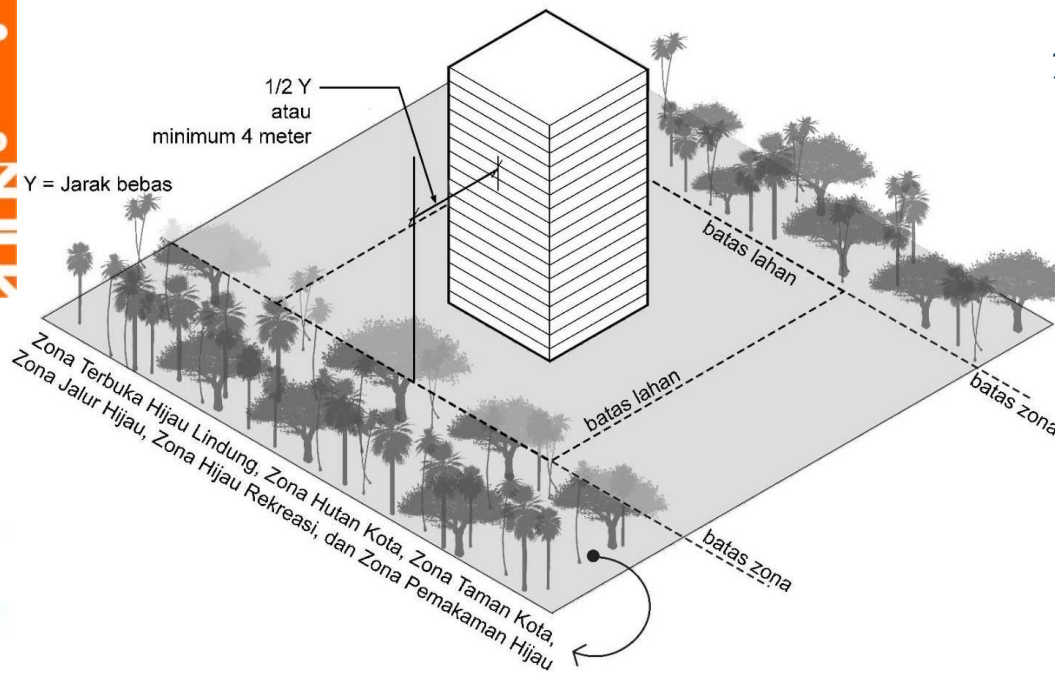 1/2 Y
atau
minimum 4 meter
Y = Jarak bebas
batas lahan
batas lahan
batas zona
batas zona
Zona Terbuka Hijau Lindung, Zona Hutan Kota, Zona Taman Kota,
Zona Jalur Hijau, Zona Hijau Rekreasi, dan Zona Pemakaman Hijau